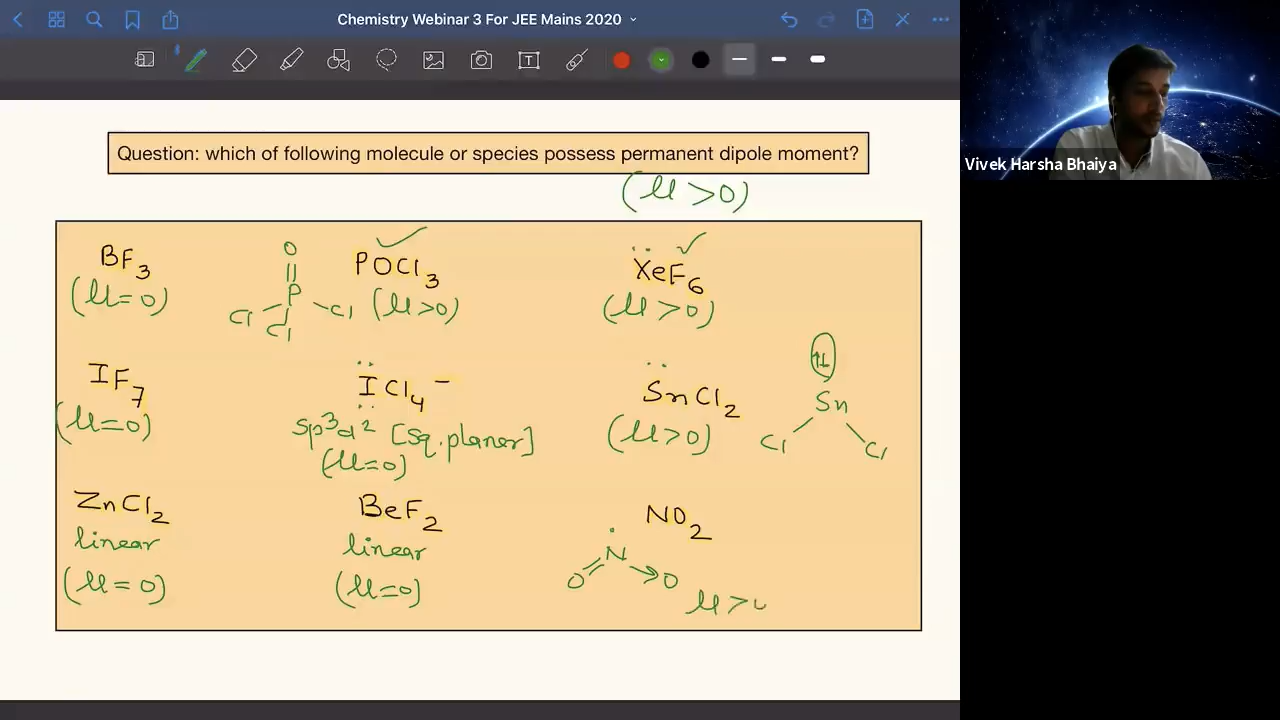 Chemistry Webinar 3 For JEE Mains 2020
T
Vivek Harsha Bhaiya
Question: which of following molecule or species possess permanent dipole moment?
(μ > 0)
BF3
(μ = 0)
O
P
Cl
Cl
Cl
POCl3
(μ > 0)
XeF6
(μ > 0)
IF7
(μ = 0)
ICl4−
sp3d2 [Sq. planer]
(μ = 0)
SnCl2
(μ > 0)
Sn
Cl
Cl
ZnCl2
linear
(μ = 0)
BeF2
linear
(μ = 0)
NO2
N
O
O
μ >